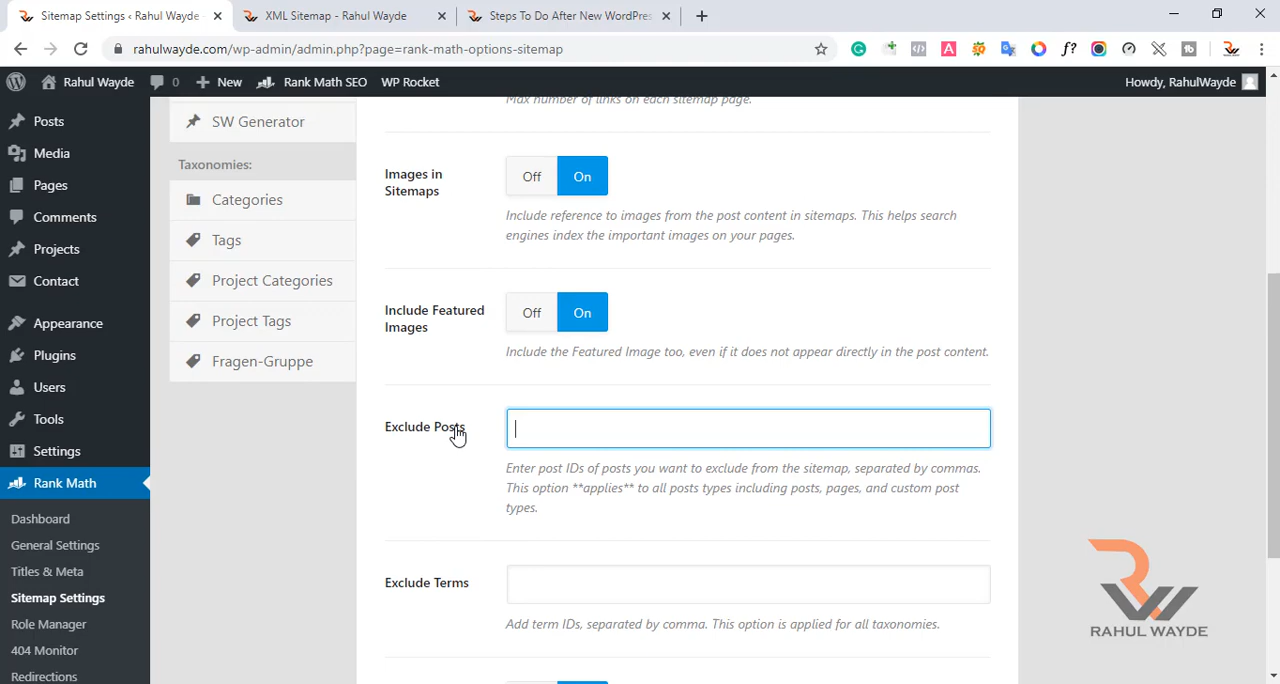 Sitemap Settings ‹ Rahul Wayde -
XML Sitemap - Rahul Wayde
Steps To Do After New WordPres
rahulwayde.com/wp-admin/admin.php?page=rank-math-options-sitemap
Rahul Wayde
0
New
Rank Math SEO
WP Rocket
Howdy, RahulWayde
Posts
Media
Pages
Comments
Projects
Contact
Appearance
Plugins
Users
Tools
Settings
Rank Math
Dashboard
General Settings
Titles & Meta
Sitemap Settings
Role Manager
404 Monitor
Redirections
SW Generator
Taxonomies:
Categories
Tags
Project Categories
Project Tags
Fragen-Gruppe
Max number of links on each sitemap page.
Images in
Sitemaps
Off
On
Include reference to images from the post content in sitemaps. This helps search
engines index the important images on your pages.
Include Featured
Images
Off
On
Include the Featured Image too, even if it does not appear directly in the post content.
Exclude Posts
Enter post IDs of posts you want to exclude from the sitemap, separated by commas.
This option **applies** to all posts types including posts, pages, and custom post
types.
Exclude Terms
Add term IDs, separated by comma. This option is applied for all taxonomies.
RAHUL WAYDE